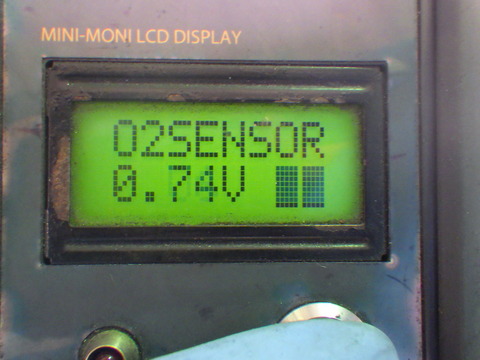 MINI-MONI LCD DISPLAY
O2SENSOR
0.74V